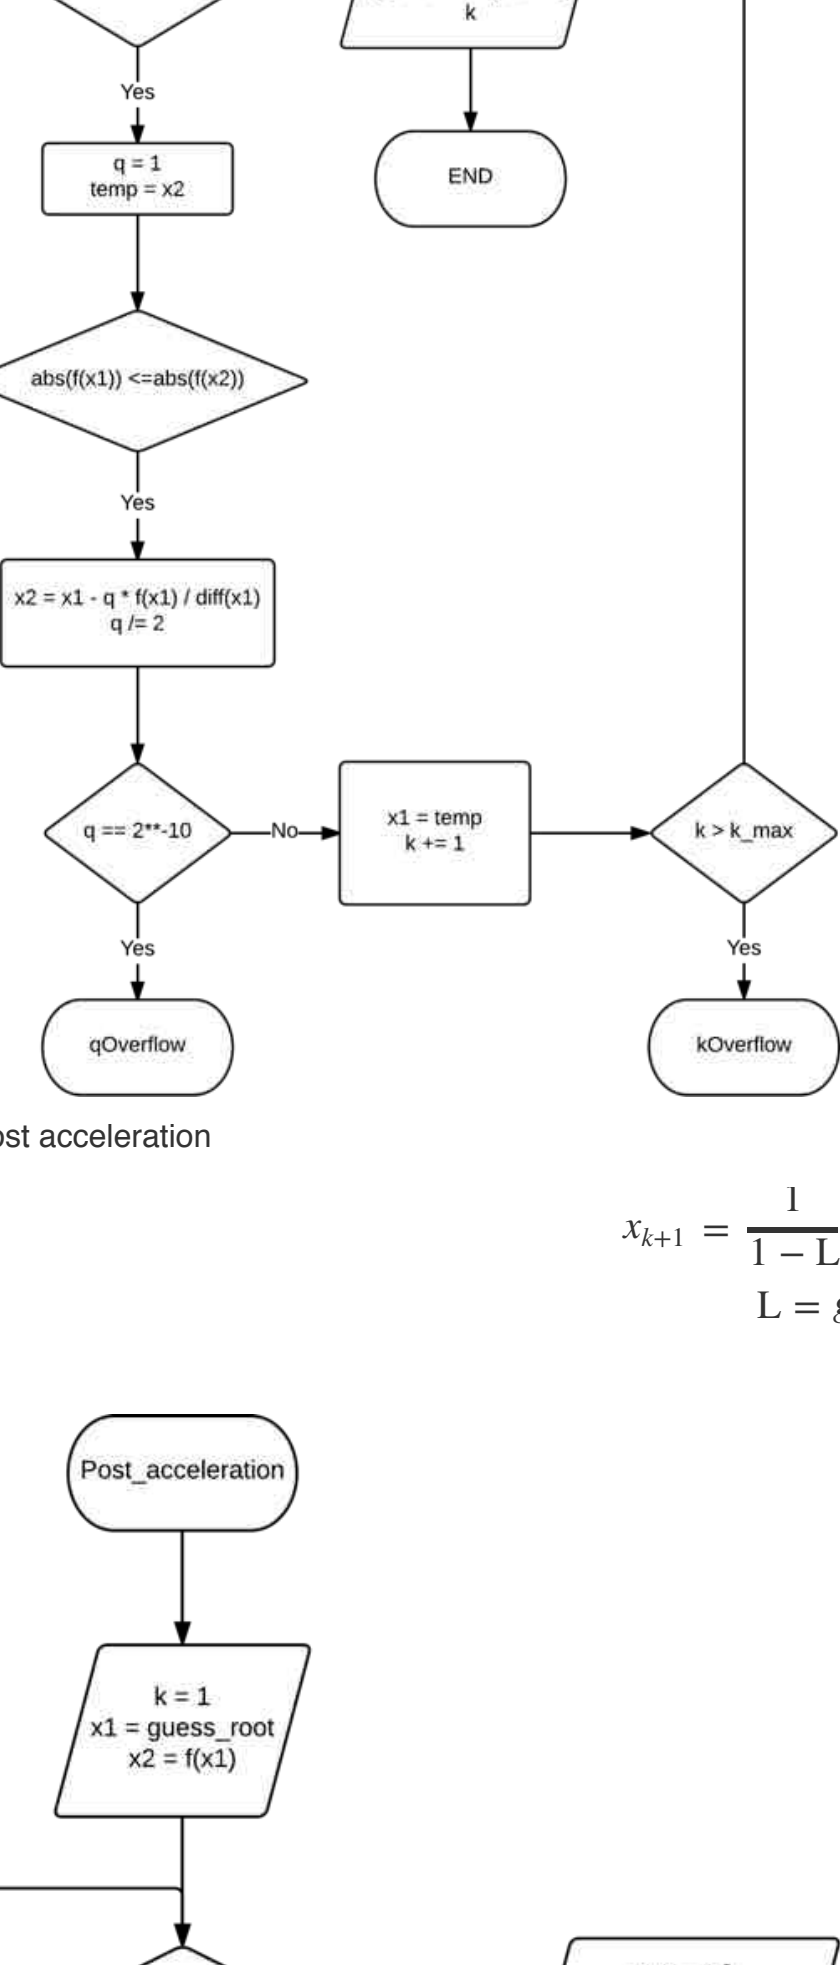 k
Yes
q = 1
temp = x2
END
abs(f(x1)) <=abs(f(x2))
Yes
x2 = x1 - q * f(x1) / diff(x1)
q /= 2
q == 2**-10
No
x1 = temp
k += 1
k > k_max
Yes
Yes
qOverflow
kOverflow
ost acceleration
x_{k+1} = 1 / 1 − L
L =
Post_acceleration
k = 1
x1 = guess_root
x2 = f(x1)